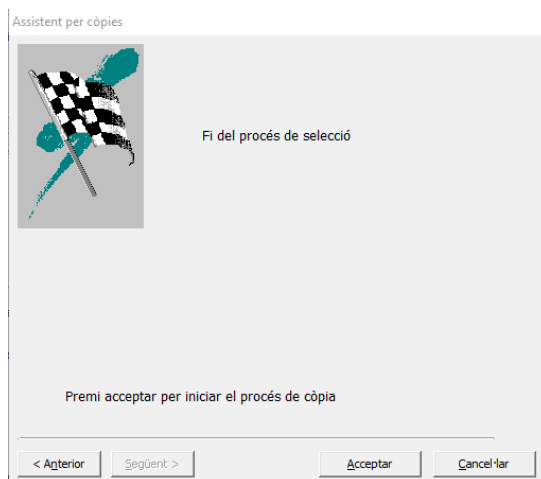 Assistent per còpies
Fi del procés de selecció
Premi acceptar per iniciar el procés de còpia
< Anterior
Següent >
Acceptar
Cancel·lar